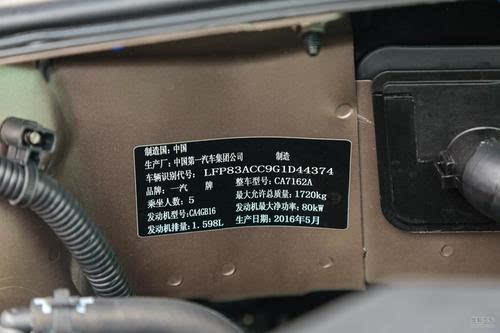 制造国：中国
生产厂：中国第一汽车集团公司 制造
车辆识别代号：LFP83ACC9G1D44374
品牌：一汽 牌 整车型号：CA7162A
乘坐人数：5 最大允许总质量：1720kg
发动机型号：CA4GB16 发动机最大净功率：80kW
发动机排量：1.598L 生产日期：2016年5月